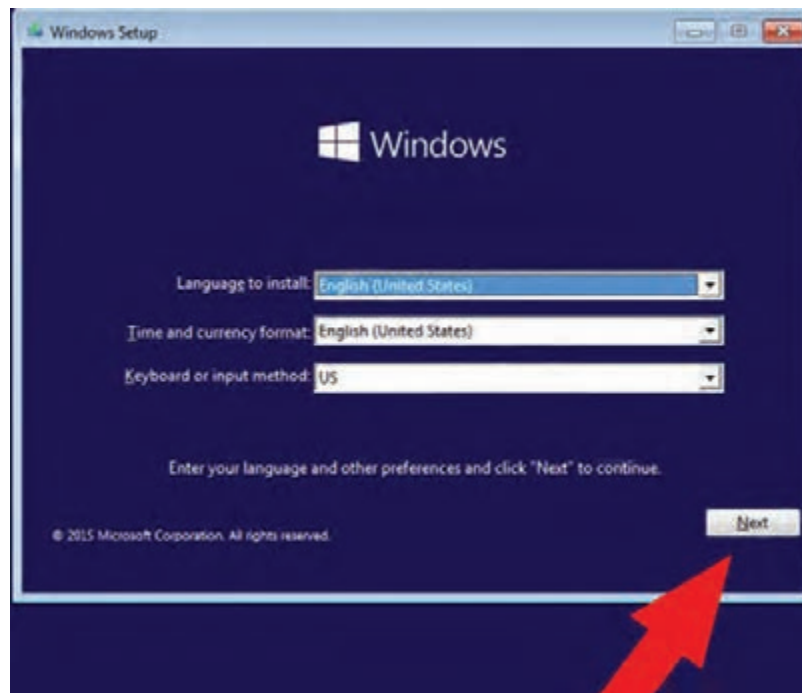 Windows Setup
Windows
Language to install: English (United States)
Time and currency format: English (United States)
Keyboard or input method: US
Enter your language and other preferences and click "Next" to continue.
Next
© 2015 Microsoft Corporation. All rights reserved.